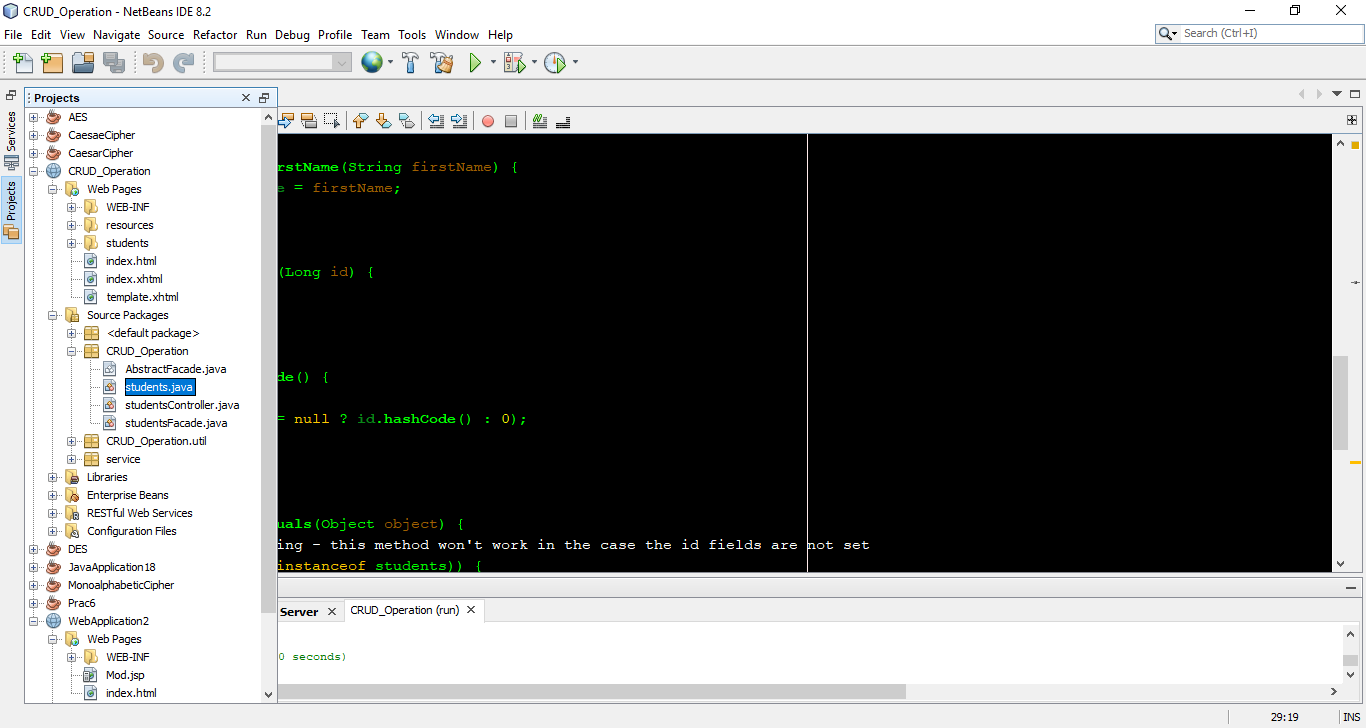 CRUD_Operation - NetBeans IDE 8.2
File Edit View Navigate Source Refactor Run Debug Profile Team Tools Window Help
Search (Ctrl+I)
Services
Projects
Projects
AES
CaesaeCipher
CaesarCipher
CRUD_Operation
Web Pages
WEB-INF
resources
students
index.html
index.xhtml
template.xhtml
Source Packages
<default package>
CRUD_Operation
AbstractFacade.java
students.java
studentsController.java
studentsFacade.java
CRUD_Operation.util
service
Libraries
Enterprise Beans
RESTful Web Services
Configuration Files
DES
JavaApplication18
MonoalphabeticCipher
Prac6
WebApplication2
Web Pages
WEB-INF
Mod.jsp
index.html
rstName(String firstName) {
= firstName;
(Long id) {
de() {
= null ? id.hashCode() : 0);
uals(Object object) {
ing - this method won't work in the case the id fields are not set
instanceof students)) {
Server
CRUD_Operation (run)
0 seconds)
29:19
INS